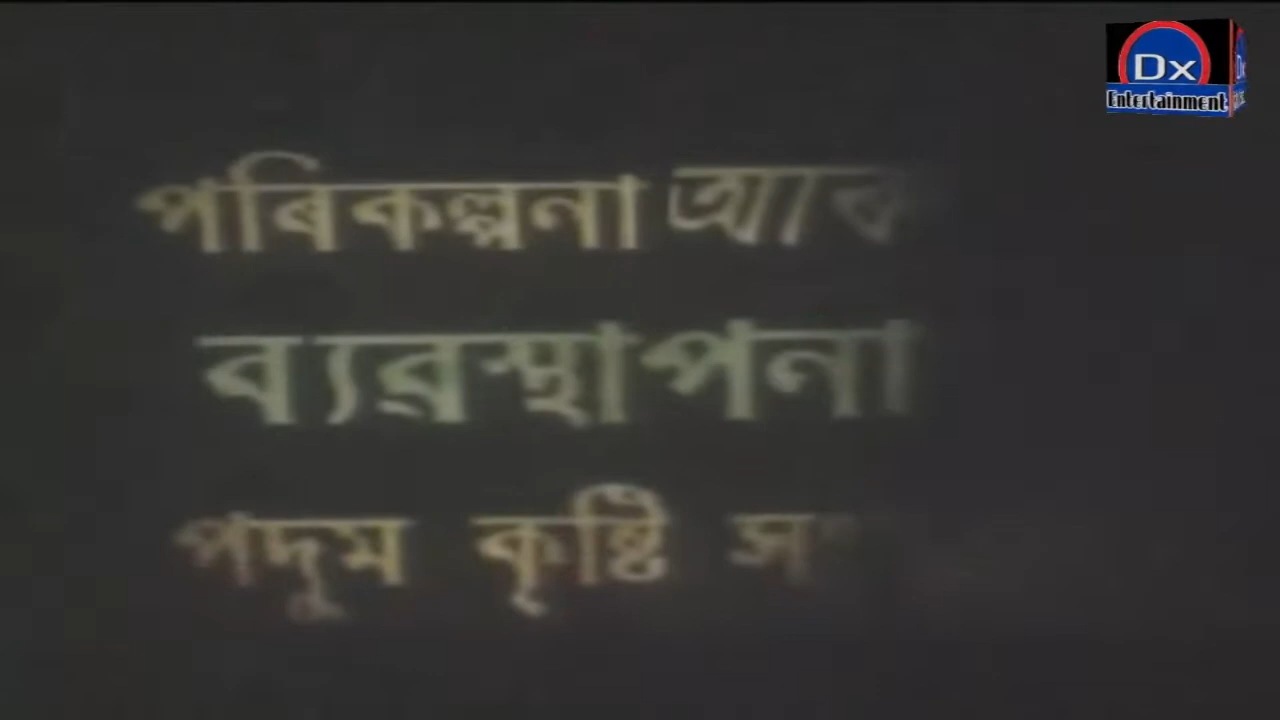 Dx
Entertainment
পৰিকল্পনা
ব্যৱস্থাপনা
পদুম কৃষ্টি